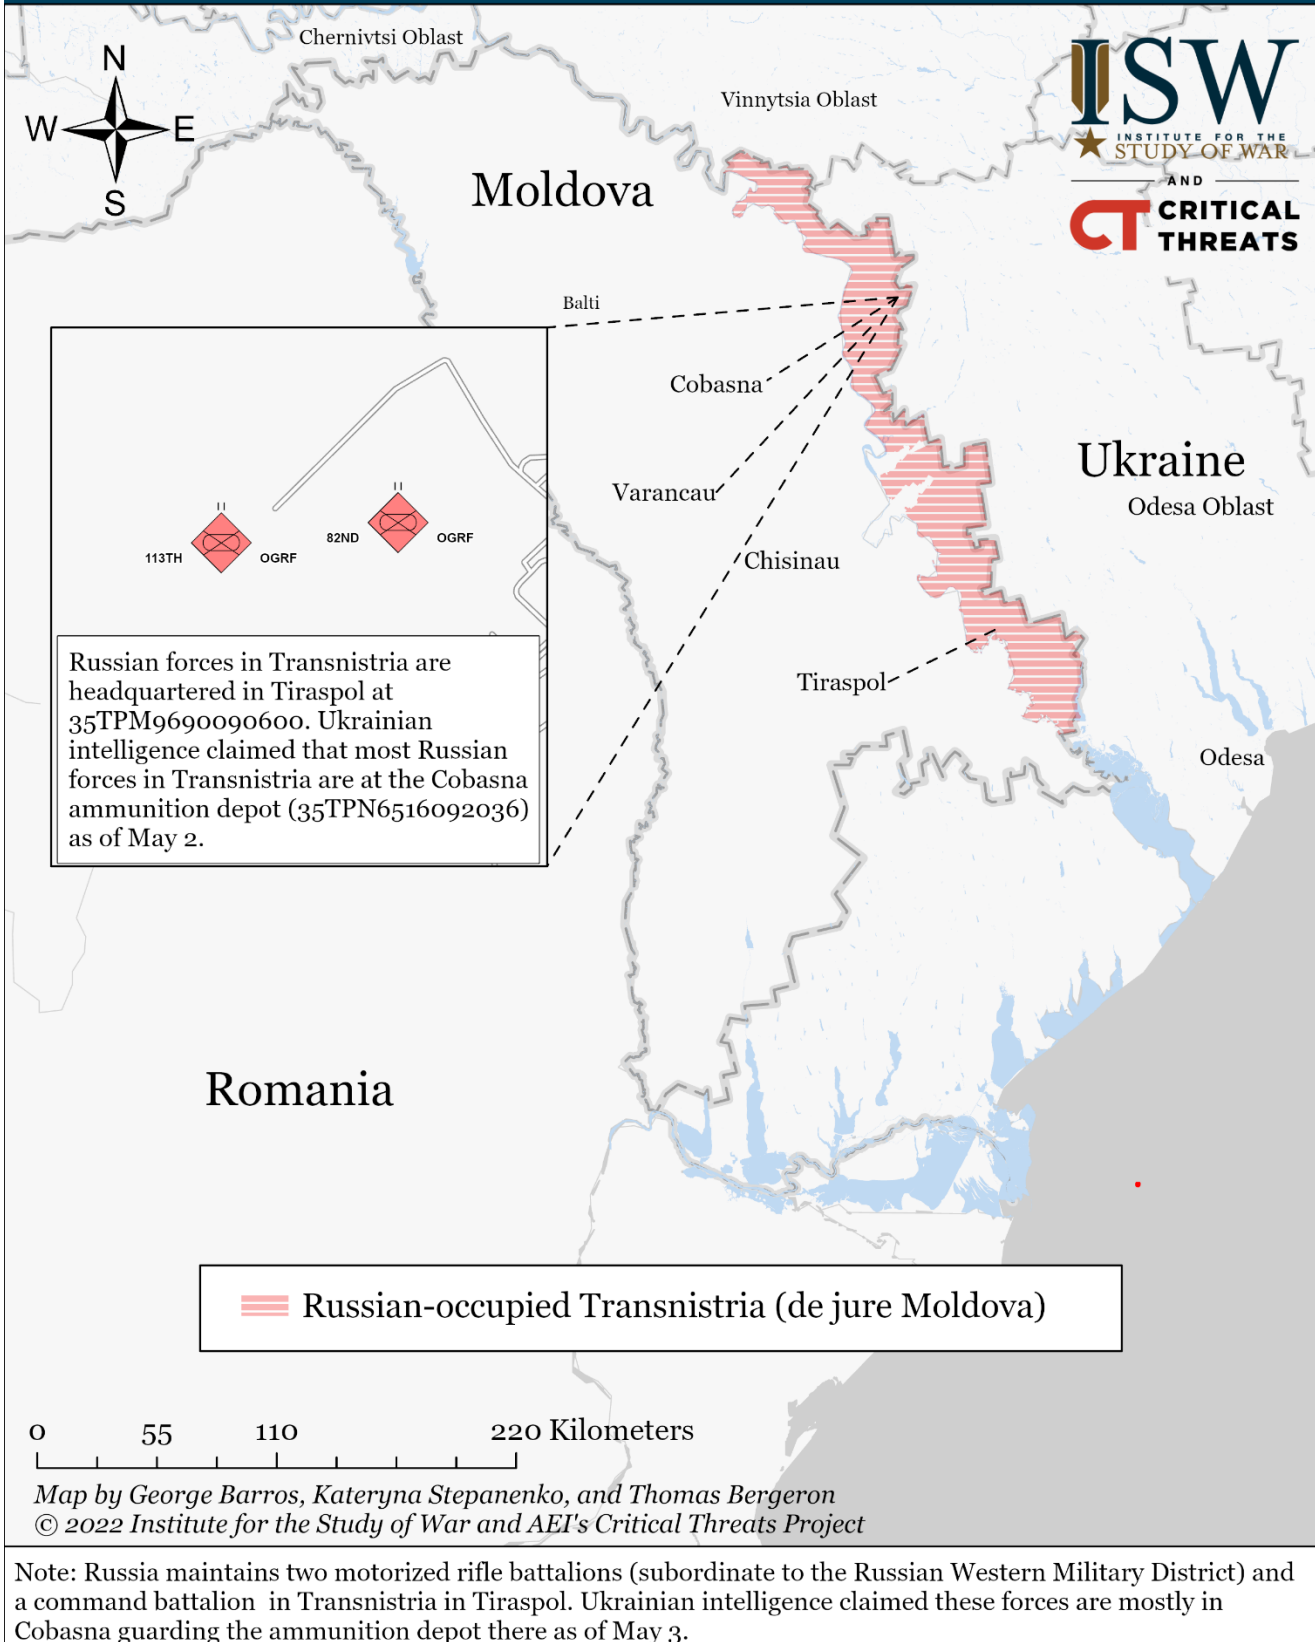 Chernivtsi Oblast
N
W
E
S
Vinnytsia Oblast
ISW
INSTITUTE FOR THE
STUDY OF WAR
AND
CT CRITICAL
THREATS
Moldova
Balti
Cobasna
Varancau
Chisinau
Tiraspol
Ukraine
Odesa Oblast
Odesa
113TH
OGRF
82ND
OGRF
Russian forces in Transnistria are
headquartered in Tiraspol at
35TPM9690090600. Ukrainian
intelligence claimed that most Russian
forces in Transnistria are at the Cobasna
ammunition depot (35TPN6516092036)
as of May 2.
Romania
Russian-occupied Transnistria (de jure Moldova)
0 55 110 220 Kilometers
Map by George Barros, Kateryna Stepanenko, and Thomas Bergeron
© 2022 Institute for the Study of War and AEI's Critical Threats Project
Note: Russia maintains two motorized rifle battalions (subordinate to the Russian Western Military District) and
a command battalion in Transnistria in Tiraspol. Ukrainian intelligence claimed these forces are mostly in
Cobasna guarding the ammunition depot there as of May 3.